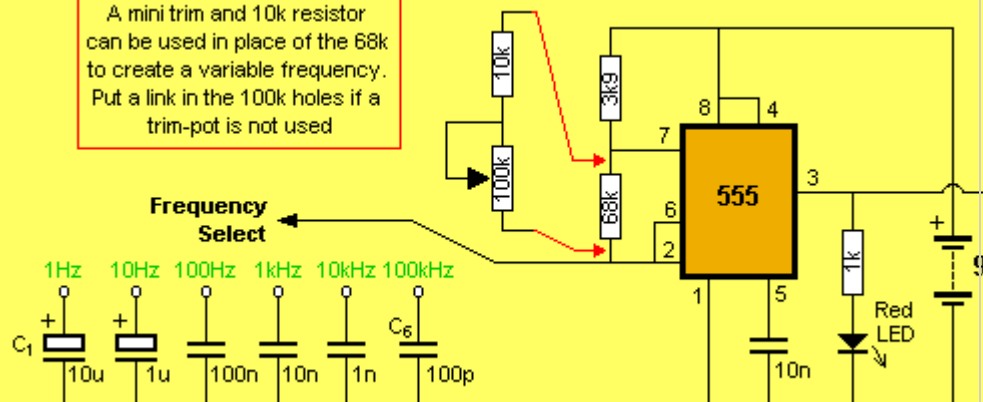 A mini trim and 10k resistor
can be used in place of the 68k
to create a variable frequency.
Put a link in the 100k holes if a
trim-pot is not used
10k
100k
3k9
68k
8
4
7
6
2
555
3
1
5
1k
+
Red
LED
10n
Frequency
Select
1Hz 10Hz 100Hz 1kHz 10kHz 100kHz
+ +
C1
C6
10u 1u 100n 10n 1n 100p